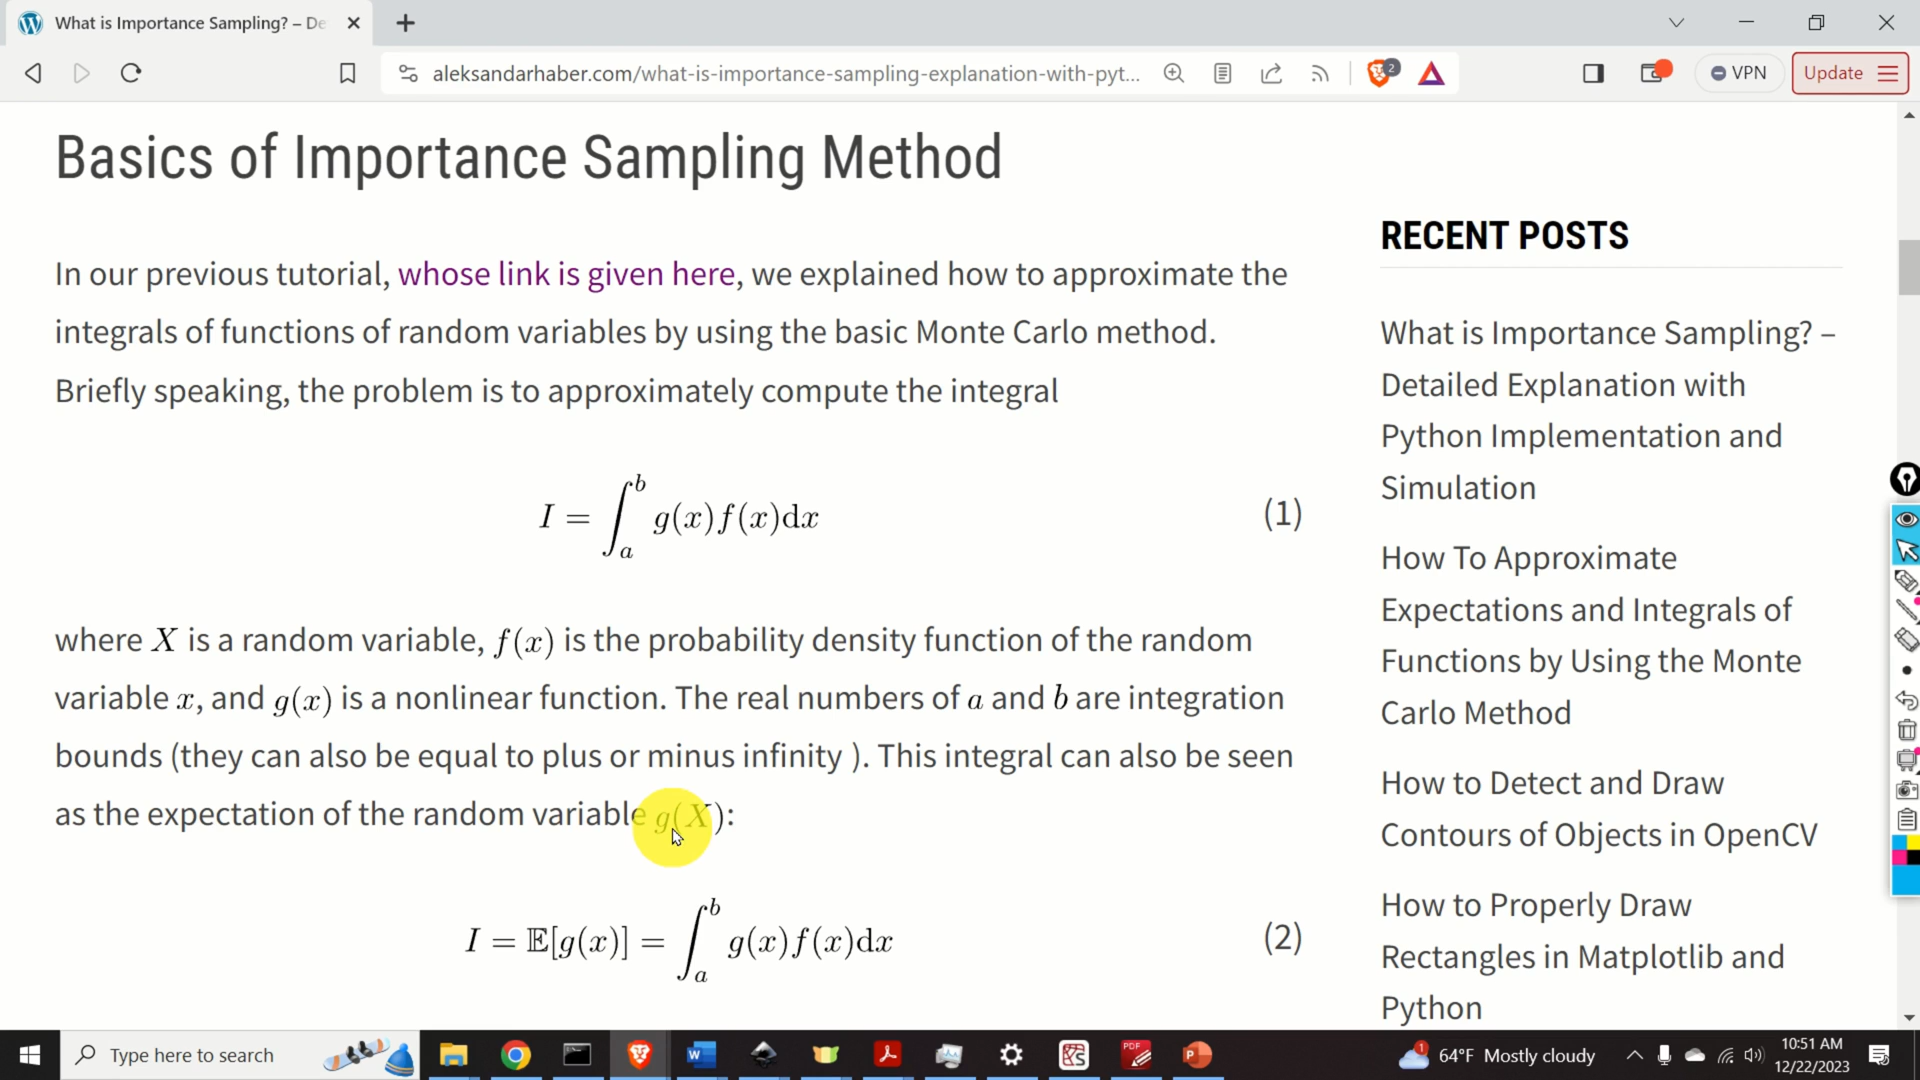 What is Importance Sampling? – De
aleksandarhaber.com/what-is-importance-sampling-explanation-with-pyt...
2
VPN
Update
Basics of Importance Sampling Method
In our previous tutorial, whose link is given here, we explained how to approximate the
integrals of functions of random variables by using the basic Monte Carlo method.
Briefly speaking, the problem is to approximately compute the integral
I = ∫_a^b g(x)f(x)dx (1)
where X is a random variable, f(x) is the probability density function of the random
variable x, and g(x) is a nonlinear function. The real numbers of a and b are integration
bounds (they can also be equal to plus or minus infinity ). This integral can also be seen
as the expectation of the random variable g(X):
I = 𝔼[g(x)] = ∫_a^b g(x)f(x)dx (2)
RECENT POSTS
What is Importance Sampling? –
Detailed Explanation with
Python Implementation and
Simulation
How To Approximate
Expectations and Integrals of
Functions by Using the Monte
Carlo Method
How to Detect and Draw
Contours of Objects in OpenCV
How to Properly Draw
Rectangles in Matplotlib and
Python
Type here to search
PDF
1
64°F Mostly cloudy
10:51 AM
12/22/2023